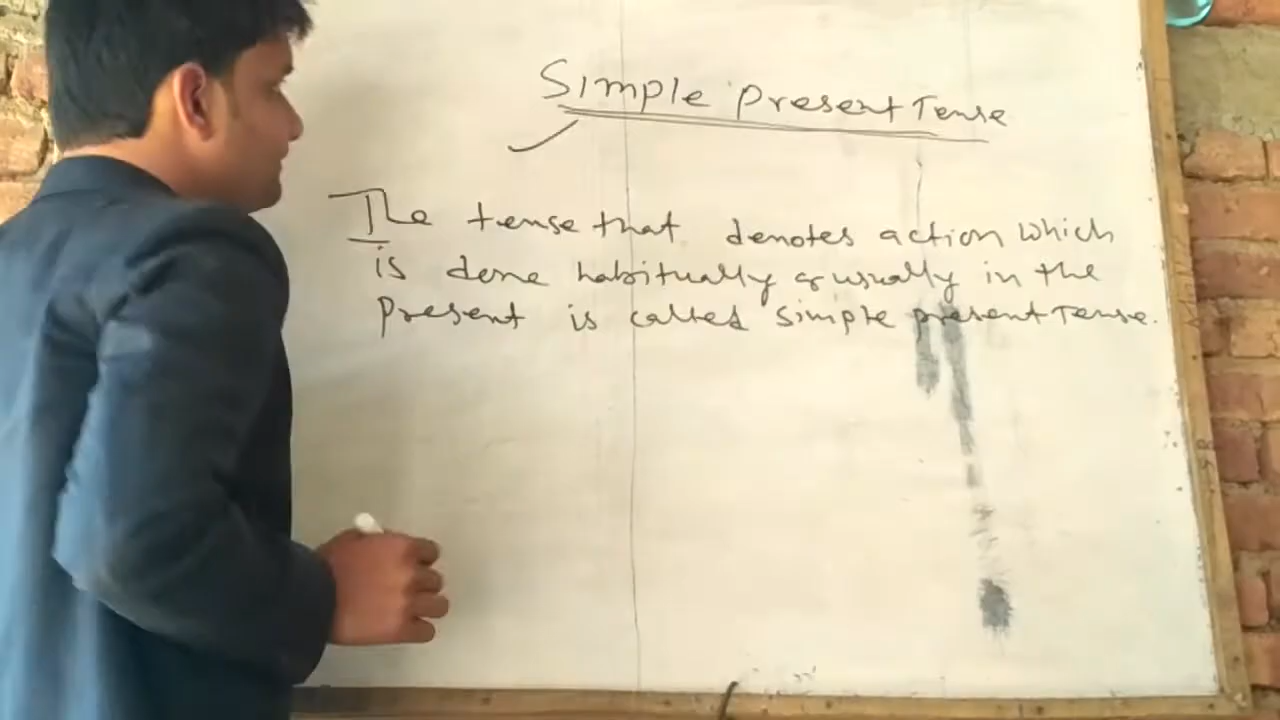 Simple present Tense
The tense that denotes action which
is done habitually or usually in the
Present is called simple present Tense.